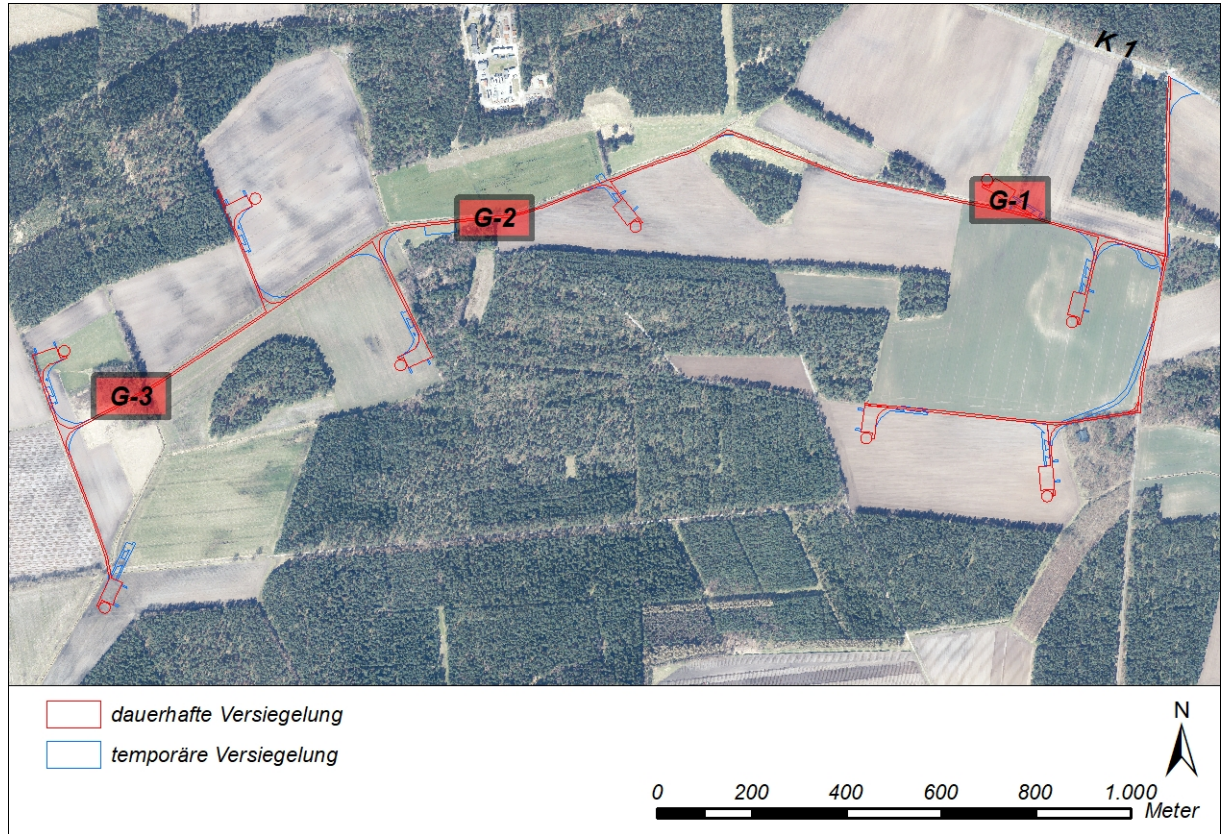 K 1
G-1
G-2
G-3
dauerhafte Versiegelung
temporäre Versiegelung
N
0 200 400 600 800 1.000
Meter